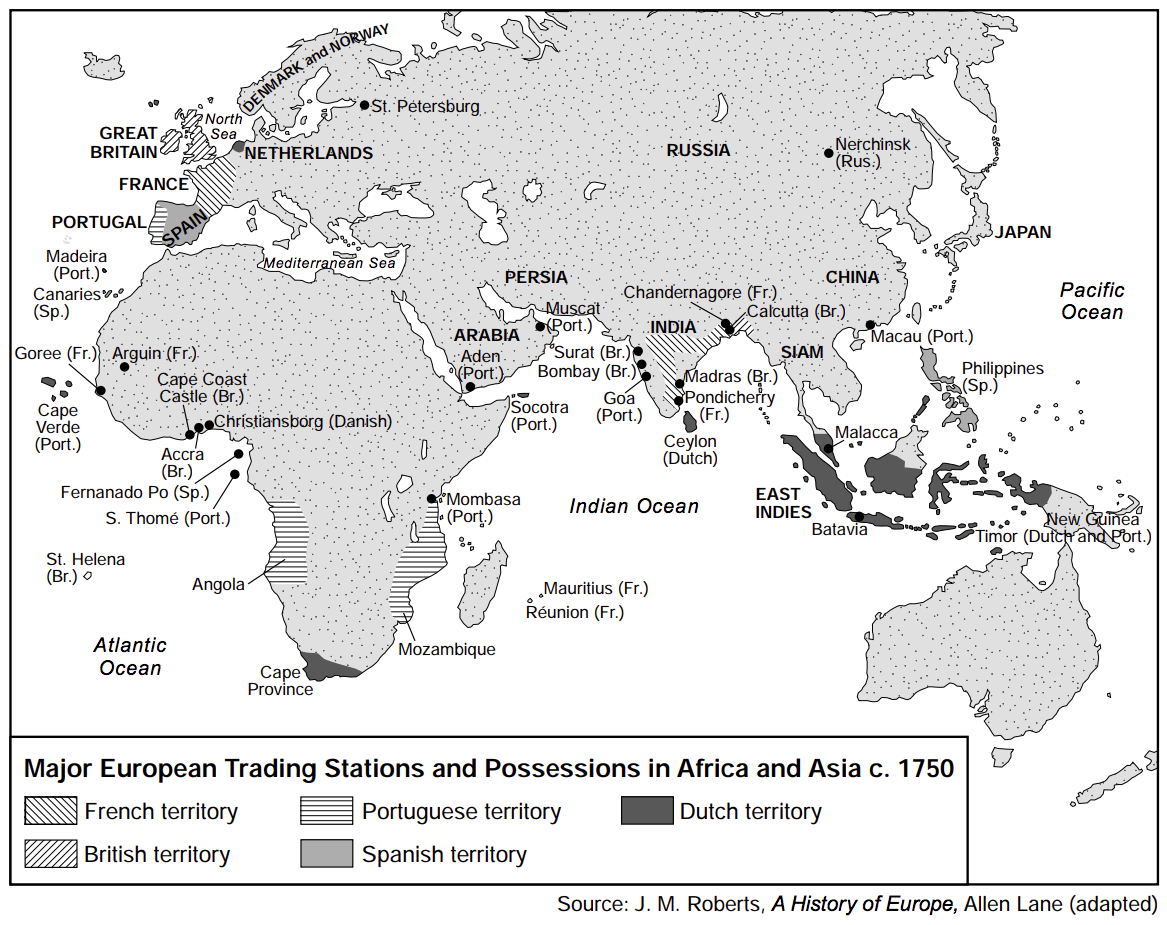 DENMARK and NORWAY
St. Petersburg
North
Sea
GREAT
BRITAIN
NETHERLANDS
RUSSIA
Nerchinsk
(Rus.)
FRANCE
PORTUGAL
SPAIN
JAPAN
Madeira
(Port.)
Mediterranean Sea
PERSIA
CHINA
Canaries
(Sp.)
Chandernagore (Fr.)
Calcutta (Br.)
Pacific
Ocean
Muscat
(Port.)
ARABIA
INDIA
Macau (Port.)
Goree (Fr.)
Arguin (Fr.)
Aden
(Port.)
Surat (Br.)
Bombay (Br.)
SIAM
Philippines
(Sp.)
Cape Coast
Castle (Br.)
Madras (Br.)
Cape
Verde
(Port.)
Socotra
(Port.)
Goa
(Port.)
Pondicherry
(Fr.)
Christiansborg (Danish)
Ceylon
(Dutch)
Malacca
Accra
(Br.)
Fernanado Po (Sp.)
S. Thomé (Port.)
Mombasa
(Port.)
Indian Ocean
EAST
INDIES
Batavia
New Guinea
Timor (Dutch and Port.)
St. Helena
(Br.)
Angola
Mauritius (Fr.)
Réunion (Fr.)
Atlantic
Ocean
Mozambique
Cape
Province
Major European Trading Stations and Possessions in Africa and Asia c. 1750
French territory
Portuguese territory
Dutch territory
British territory
Spanish territory
Source: J. M. Roberts, A History of Europe, Allen Lane (adapted)